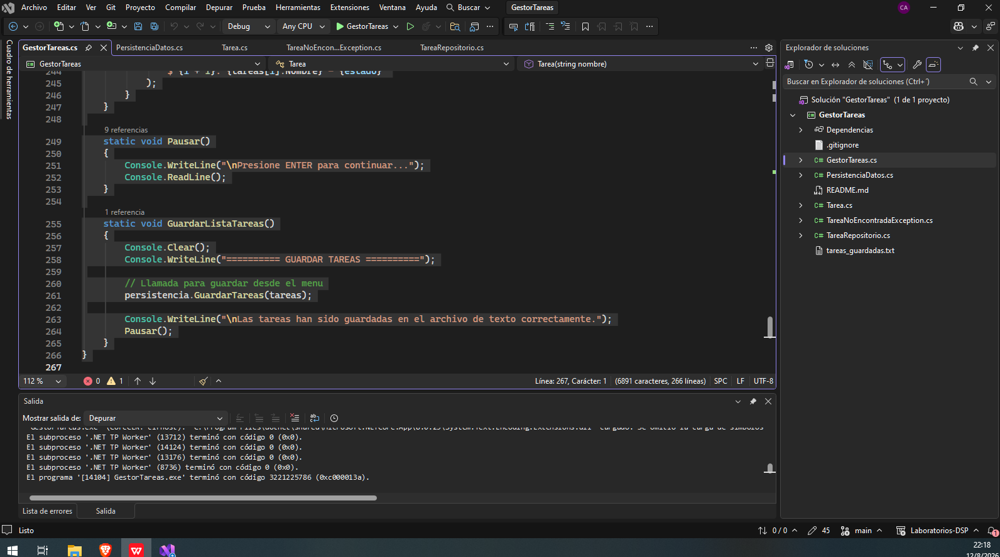 Archivo Editar Ver Git Proyecto Compilar Depurar Prueba Herramientas Extensiones Ventana Ayuda Buscar GestorTareas CA
Debug Any CPU GestorTareas
Cuadro de herramientas
GestorTareas.cs PersistenciaDatos.cs Tarea.cs TareaNoEncon...Exception.cs TareaRepositorio.cs
GestorTareas Tarea Tarea(string nombre)
244 $"{i + 1}. {tareas[i].Nombre} - {estado}"
245 );
246 }
247 }
248
9 referencias
249 static void Pausar()
250 {
251 Console.WriteLine("\nPresione ENTER para continuar...");
252 Console.ReadLine();
253 }
254
1 referencia
255 static void GuardarListaTareas()
256 {
257 Console.Clear();
258 Console.WriteLine("========== GUARDAR TAREAS ==========");
259
260 // Llamada para guardar desde el menu
261 persistencia.GuardarTareas(tareas);
262
263 Console.WriteLine("\nLas tareas han sido guardadas en el archivo de texto correctamente.");
264 Pausar();
265 }
266 }
267
112 % 0 1 Línea: 267, Carácter: 1 (6891 caracteres, 266 líneas) SPC LF UTF-8
Salida
Mostrar salida de: Depurar
El subproceso '.NET TP Worker' (13712) terminó con código 0 (0x0).
El subproceso '.NET TP Worker' (14124) terminó con código 0 (0x0).
El subproceso '.NET TP Worker' (13176) terminó con código 0 (0x0).
El subproceso '.NET TP Worker' (8736) terminó con código 0 (0x0).
El programa '[14104] GestorTareas.exe' terminó con código 3221225786 (0xc000013a).
Lista de errores Salida
Explorador de soluciones
Buscar en Explorador de soluciones (Ctrl+´)
Solución "GestorTareas" (1 de 1 proyecto)
GestorTareas
Dependencias
.gitignore
C# GestorTareas.cs
C# PersistenciaDatos.cs
README.md
C# Tarea.cs
C# TareaNoEncontradaException.cs
C# TareaRepositorio.cs
tareas_guardadas.txt
Listo 0 / 0 45 main Laboratorios-DSP 1
22:18